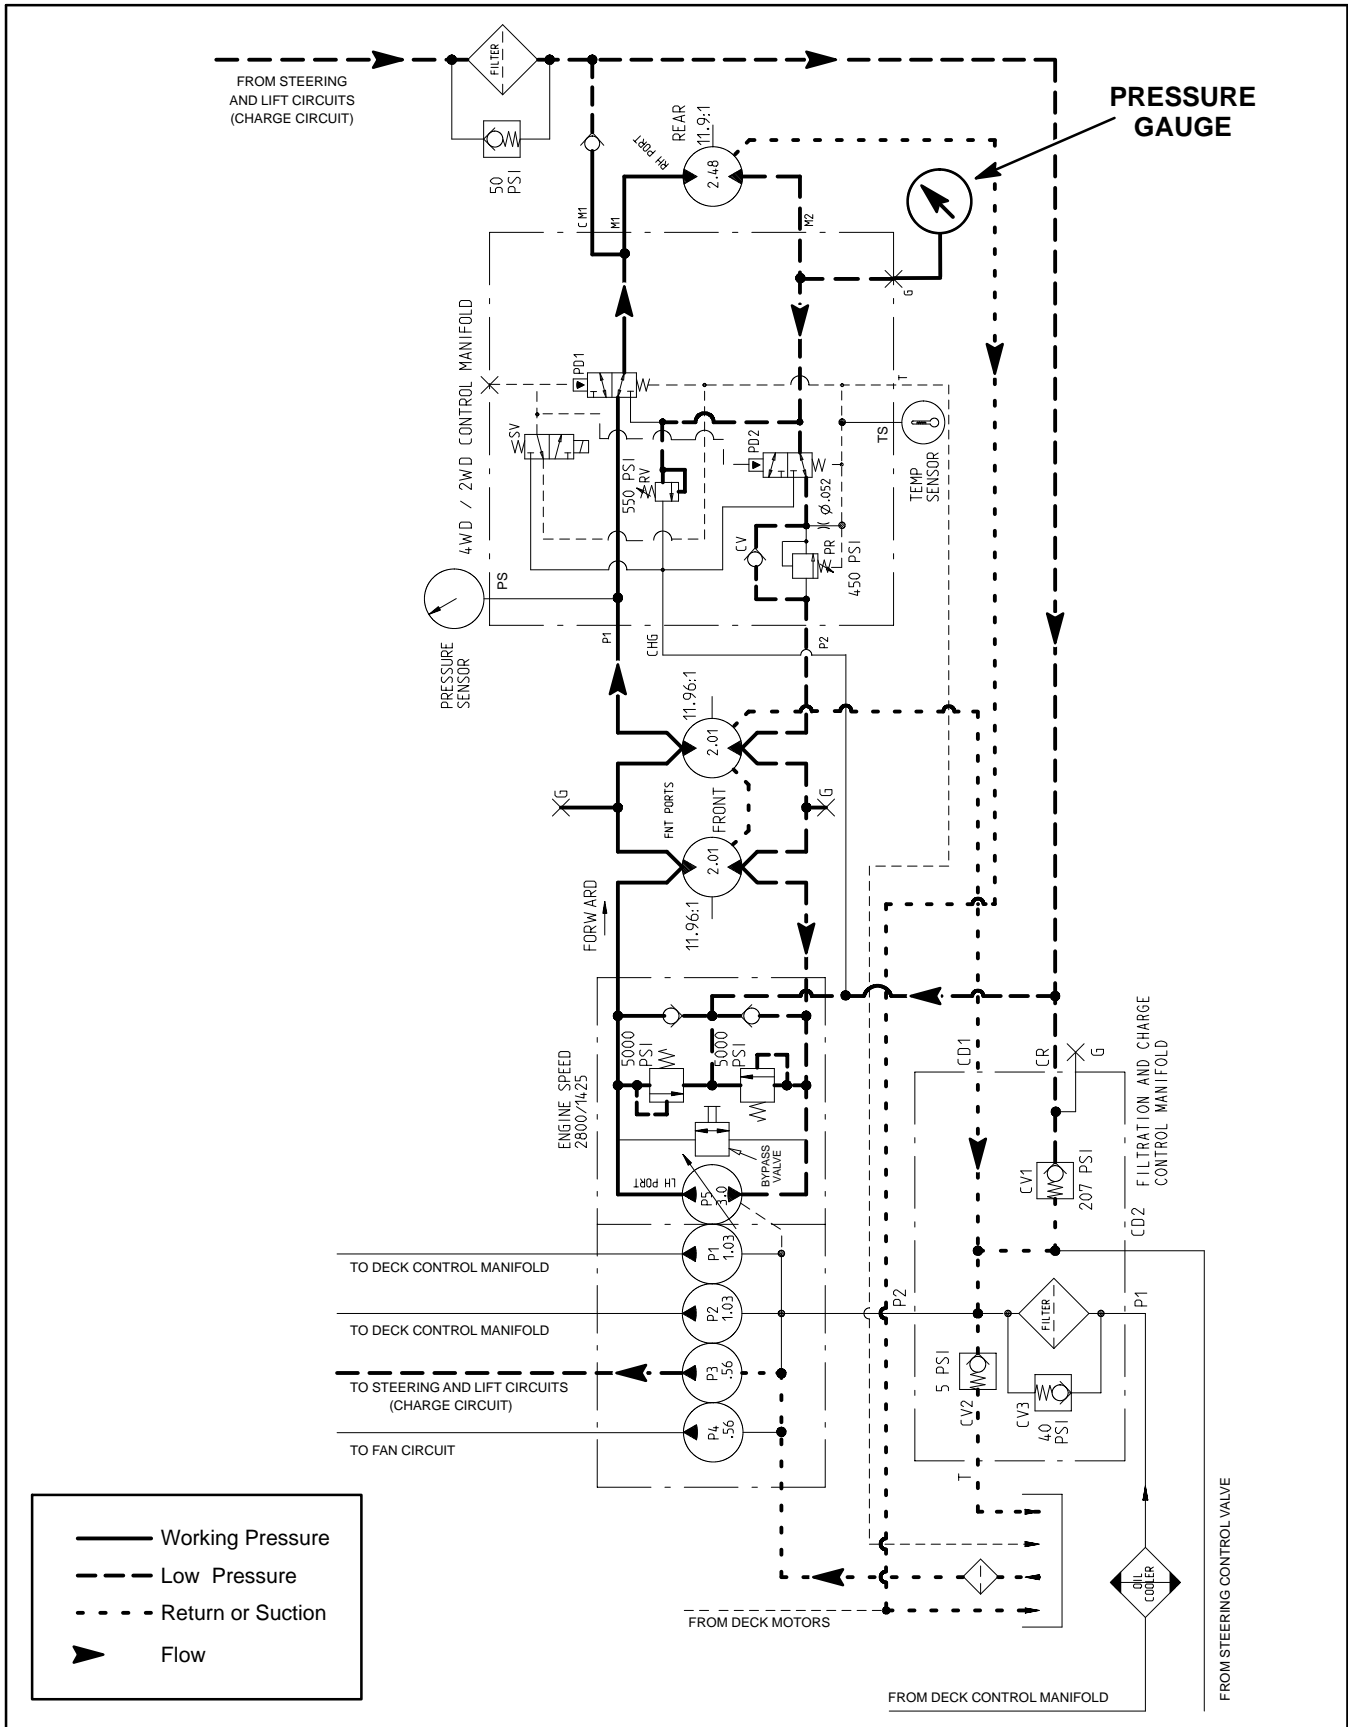 FROM STEERING
AND LIFT CIRCUITS
(CHARGE CIRCUIT)
FILTER
50
PSI
PRESSURE
GAUGE
REAR
11.9:1
RH PORT
2.48
CM1
M1
M2
G
4WD / 2WD CONTROL MANIFOLD
PD1
T
SV
PD2
TS
TEMP
SENSOR
550 PSI
RV
Ø.052
CV
PR
450 PSI
PS
PRESSURE
SENSOR
P1
CHG
P2
11.96:1
2.01
G
FNT PORTS
FRONT
G
2.01
11.96:1
FORWARD
ENGINE SPEED
2800/1425
5000
PSI
5000
PSI
BYPASS
VALVE
LH PORT
P5
3.0
CD1
CR
G
FILTRATION AND CHARGE
CONTROL MANIFOLD
CV1
207 PSI
CD2
P1
1.03
TO DECK CONTROL MANIFOLD
P2
1.03
TO DECK CONTROL MANIFOLD
P2
FILTER
P1
P3
.56
TO STEERING AND LIFT CIRCUITS
(CHARGE CIRCUIT)
5 PSI
CV2
CV3
40
PSI
P4
.56
TO FAN CIRCUIT
T
OIL
COOLER
FROM STEERING CONTROL VALVE
FROM DECK MOTORS
FROM DECK CONTROL MANIFOLD
Working Pressure
Low Pressure
Return or Suction
Flow